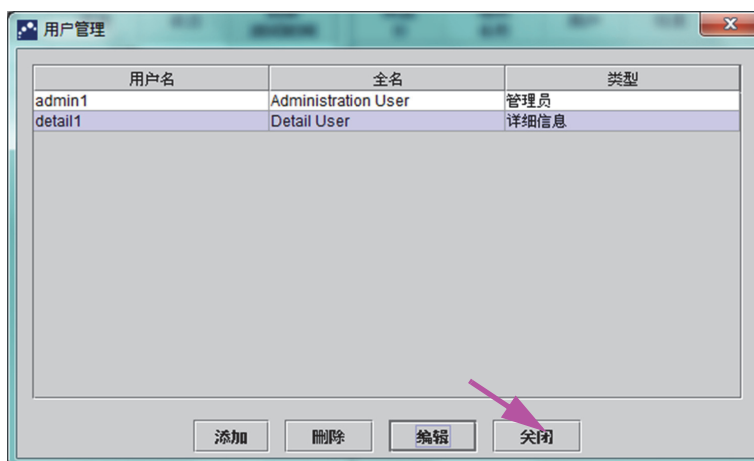 用户管理
用户名 全名 类型
admin1 Administration User 管理员
detail1 Detail User 详细信息
添加 删除 编辑 关闭